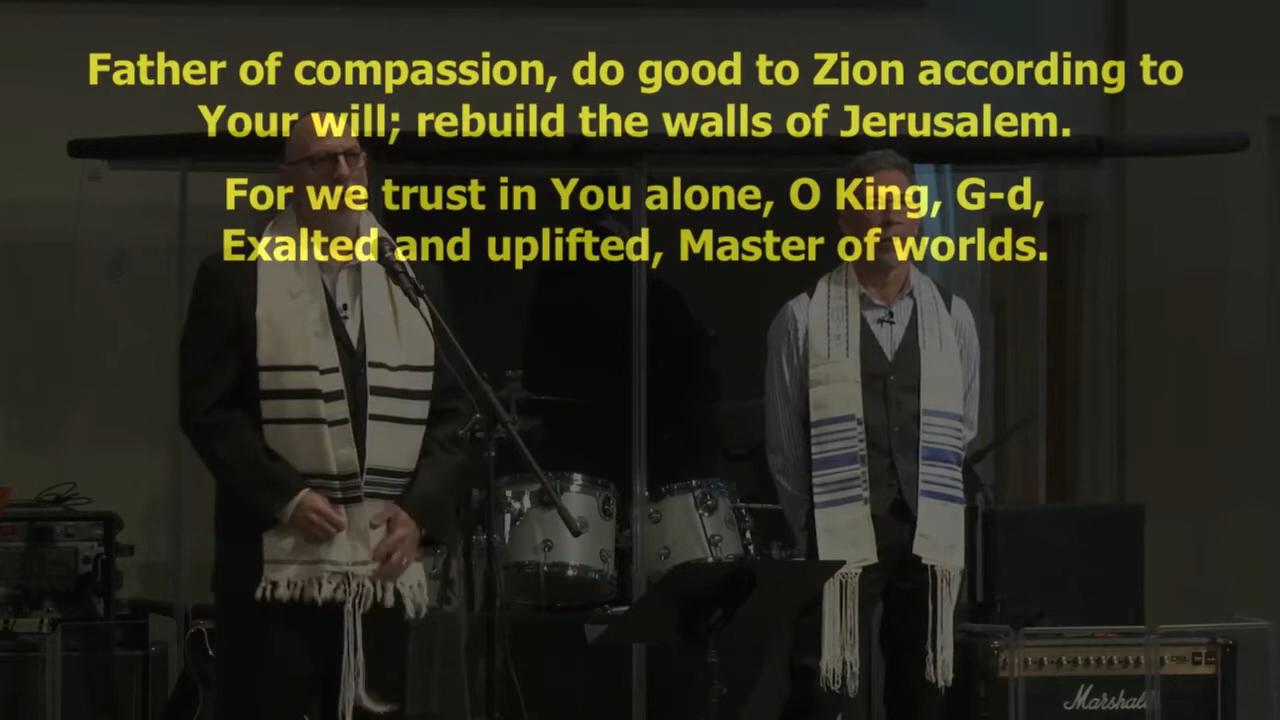 Father of compassion, do good to Zion according to
Your will; rebuild the walls of Jerusalem.
For we trust in You alone, O King, G-d,
Exalted and uplifted, Master of worlds.
Marshall